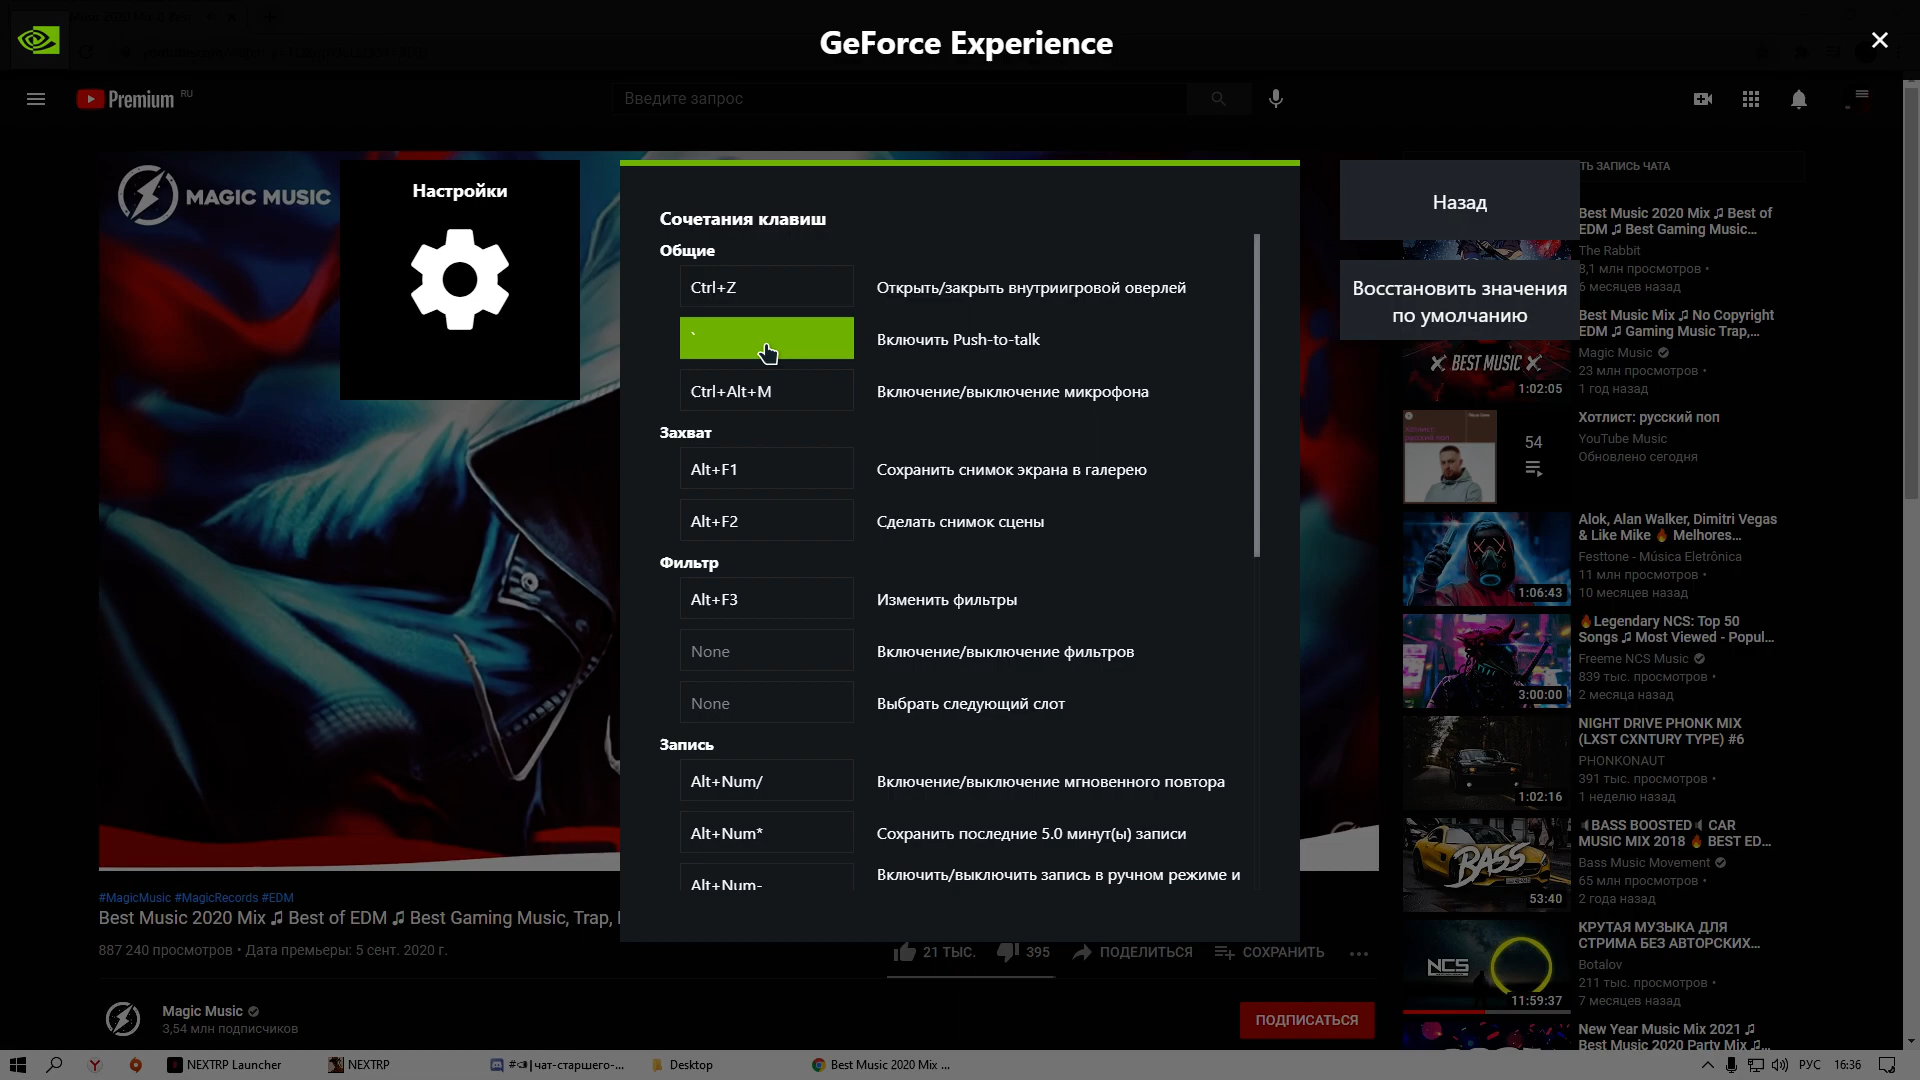 GeForce Experience
Premium RU
Введите запрос
MAGIC MUSIC
Настройки
Сочетания клавиш
Общие
Ctrl+Z
Открыть/закрыть внутриигровой оверлей
`
Включить Push-to-talk
Ctrl+Alt+M
Включение/выключение микрофона
Захват
Alt+F1
Сохранить снимок экрана в галерею
Alt+F2
Сделать снимок сцены
Фильтр
Alt+F3
Изменить фильтры
None
Включение/выключение фильтров
None
Выбрать следующий слот
Запись
Alt+Num/
Включение/выключение мгновенного повтора
Alt+Num*
Сохранить последние 5.0 минут(ы) записи
Alt+Num-
Включить/выключить запись в ручном режиме и
Назад
Восстановить значения
по умолчанию
ТЬ ЗАПИСЬ ЧАТА
Best Music 2020 Mix ♫ Best of
EDM ♫ Best Gaming Music...
The Rabbit
8,1 млн просмотров •
6 месяцев назад
Best Music Mix ♫ No Copyright
EDM ♫ Gaming Music Trap,...
Magic Music
23 млн просмотров •
1 год назад
BEST MUSIC
1:02:05
Хотлист: русский поп
YouTube Music
Обновлено сегодня
54
Alok, Alan Walker, Dimitri Vegas
& Like Mike 🔥 Melhores...
Festtone - Música Eletrônica
11 млн просмотров •
10 месяцев назад
1:06:43
🔥Legendary NCS: Top 50
Songs ♫ Most Viewed - Popul...
Freeme NCS Music
839 тыс. просмотров •
2 месяца назад
3:00:00
NIGHT DRIVE PHONK MIX
(LXST CXNTURY TYPE) #6
PHONKONAUT
391 тыс. просмотров •
1 неделю назад
1:02:16
🔈BASS BOOSTED🔈 CAR
MUSIC MIX 2018 🔥 BEST ED...
Bass Music Movement
65 млн просмотров •
2 года назад
BASS
53:40
КРУТАЯ МУЗЫКА ДЛЯ
СТРИМА БЕЗ АВТОРСКИХ...
Botalov
211 тыс. просмотров •
7 месяцев назад
NCS
11:59:37
New Year Music Mix 2021 ♫
Best Music 2020 Party Mix ♫...
#MagicMusic #MagicRecords #EDM
Best Music 2020 Mix ♫ Best of EDM ♫ Best Gaming Music, Trap,
887 240 просмотров • Дата премьеры: 5 сент. 2020 г.
21 ТЫС.
395
ПОДЕЛИТЬСЯ
СОХРАНИТЬ
Magic Music
3,54 млн подписчиков
ПОДПИСАТЬСЯ
NEXTRP Launcher
NEXTRP
чат-старшего-...
Desktop
Best Music 2020 Mix ...
РУС
16:36